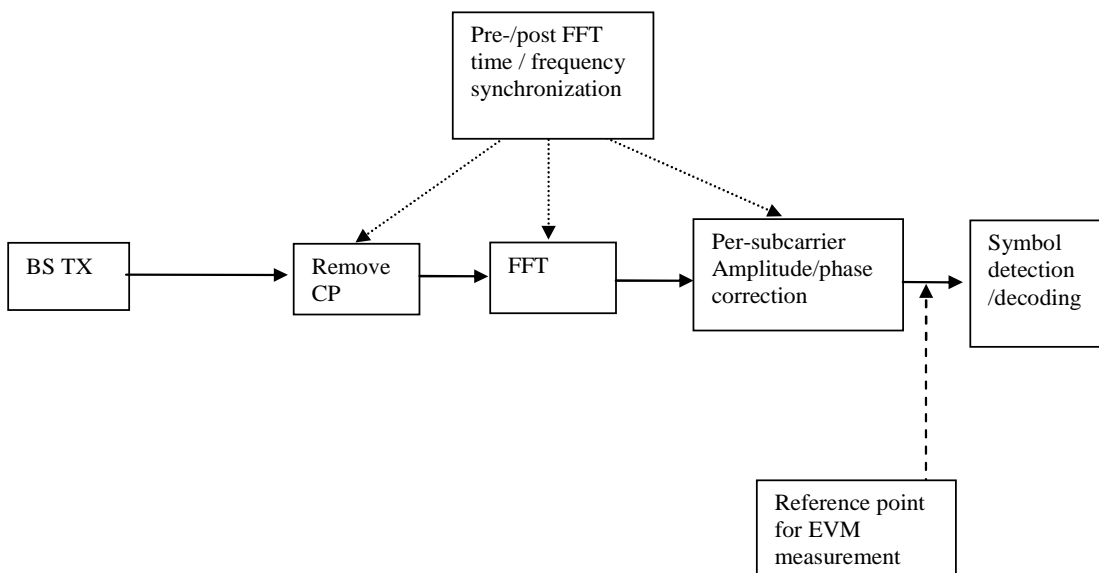 Pre-/post FFT
time / frequency
synchronization
BS TX
Remove
CP
FFT
Per-subcarrier
Amplitude/phase
correction
Symbol
detection
/decoding
Reference point
for EVM
measurement